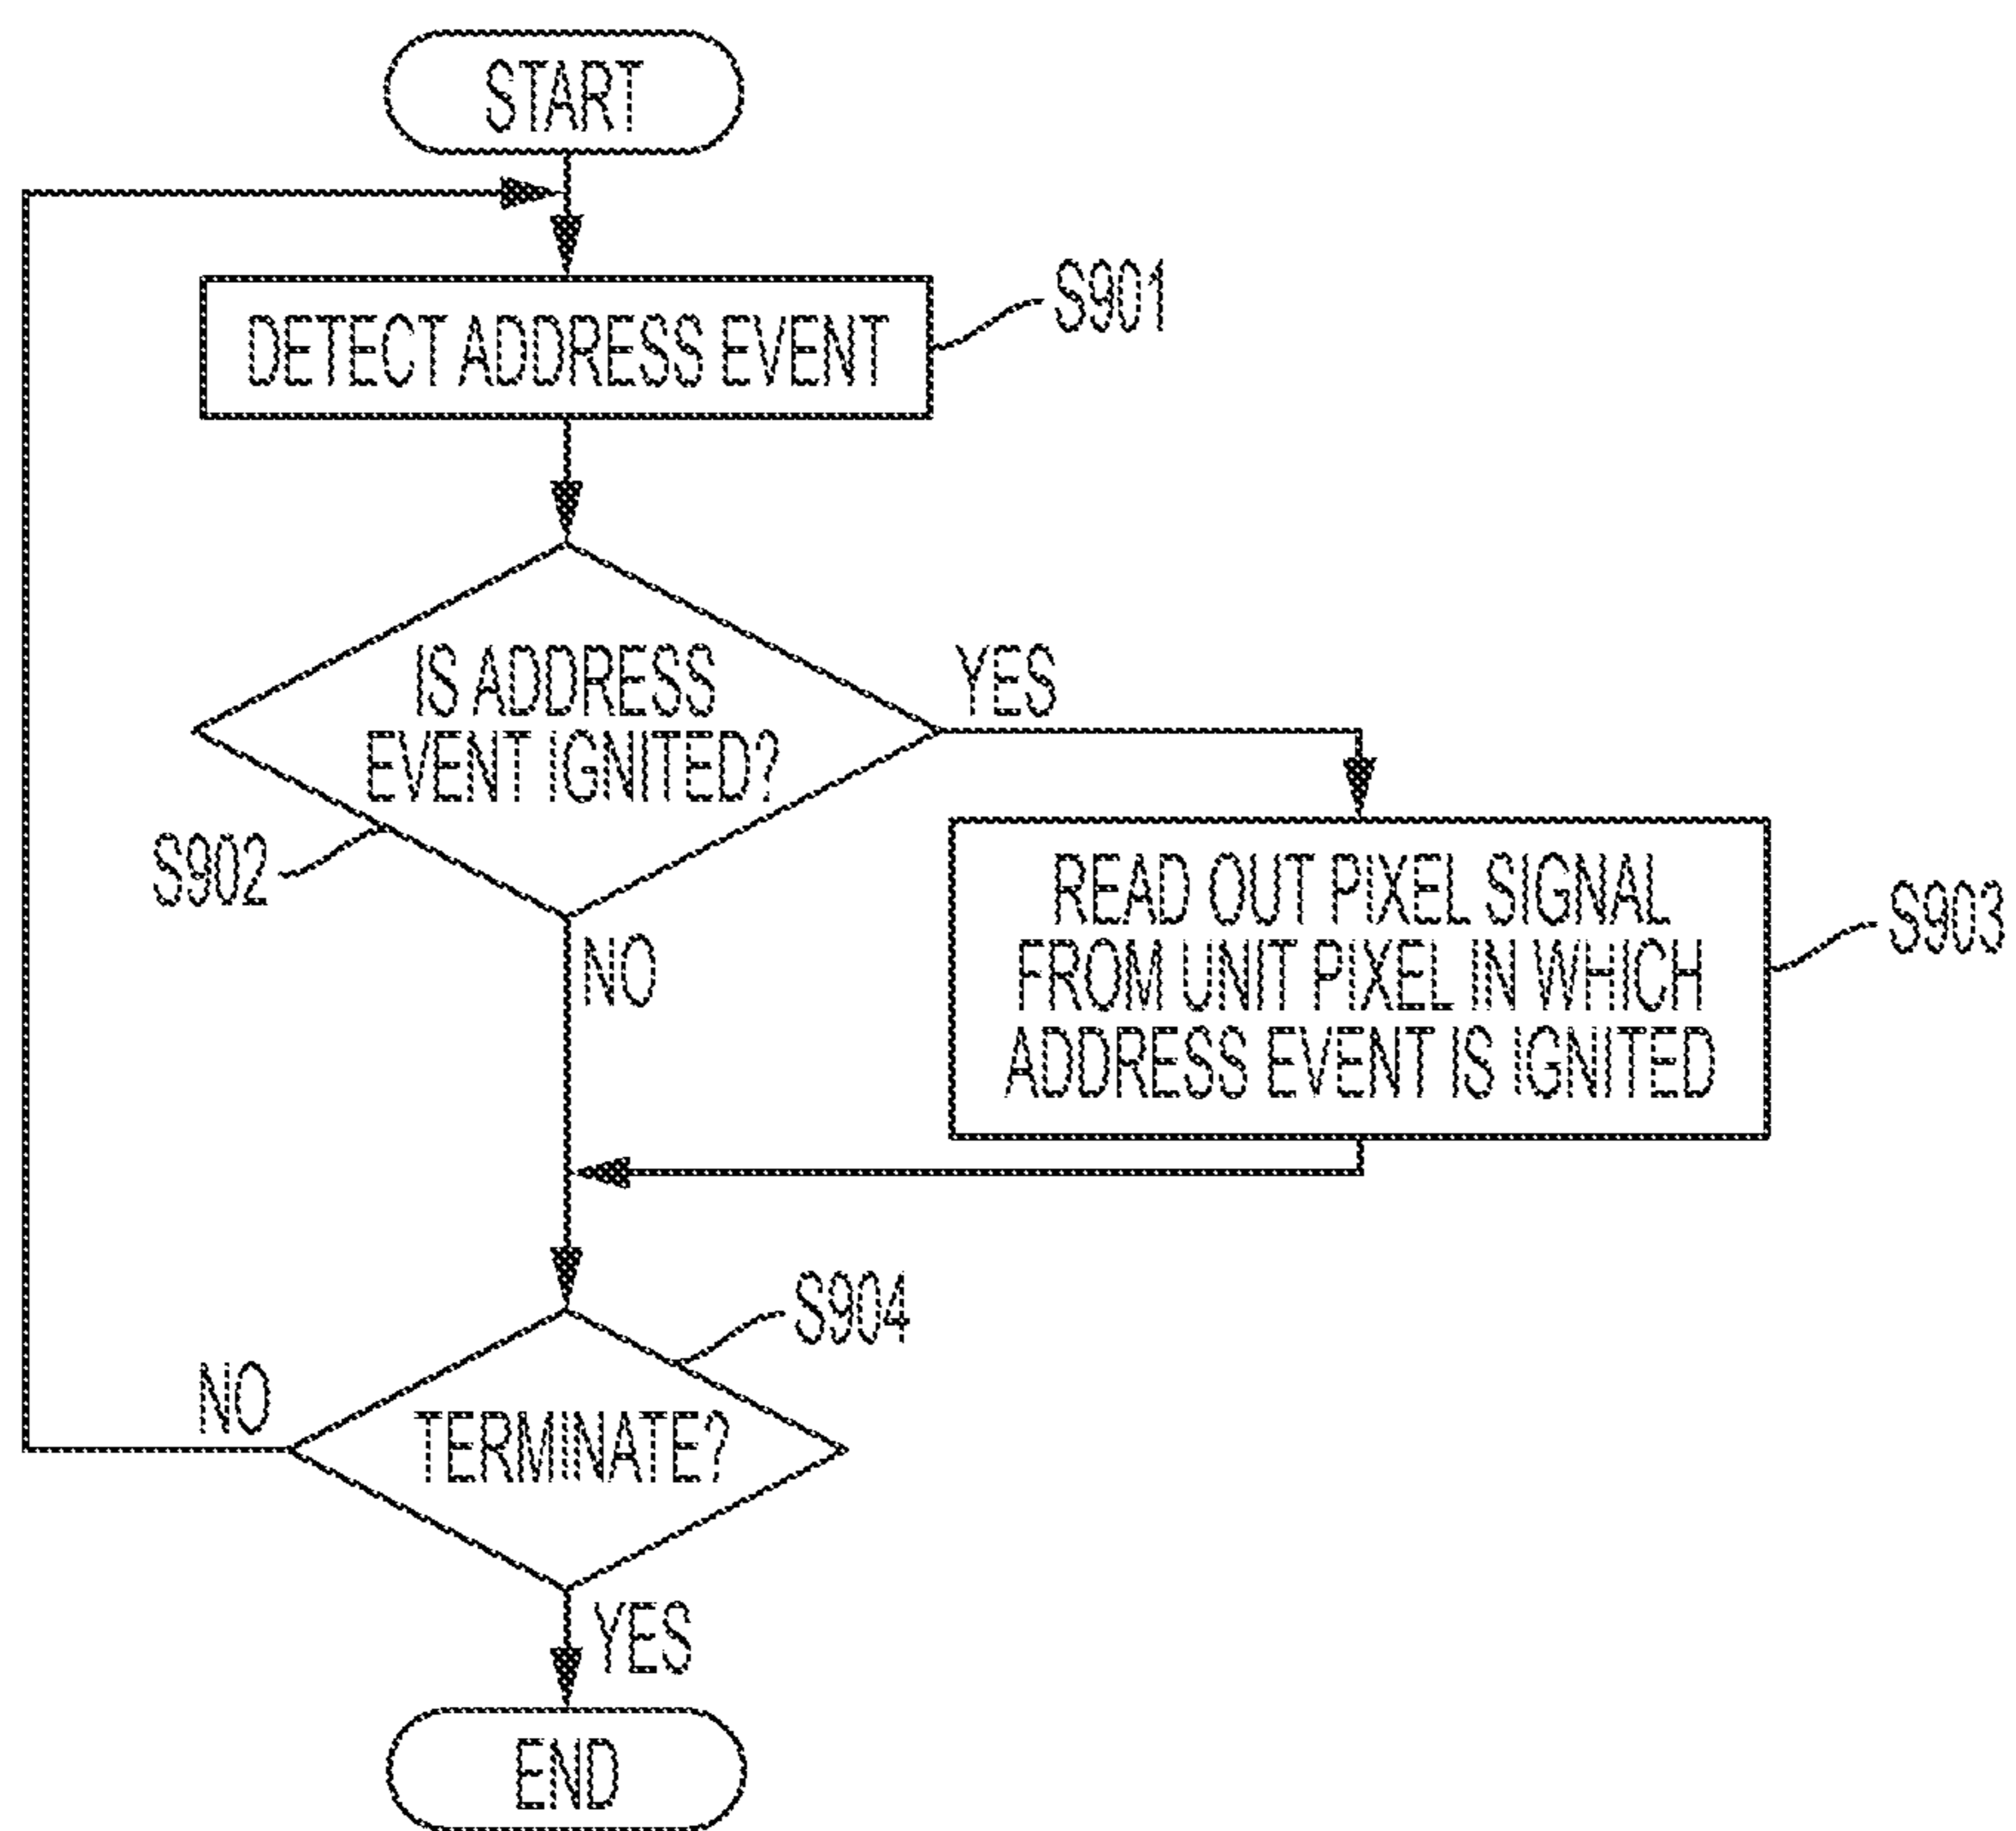 START
DETECT ADDRESS EVENT
S901
IS ADDRESS
EVENT IGNITED?
YES
S902
NO
READ OUT PIXEL SIGNAL
FROM UNIT PIXEL IN WHICH
ADDRESS EVENT IS IGNITED
S903
S904
NO
TERMINATE?
YES
END